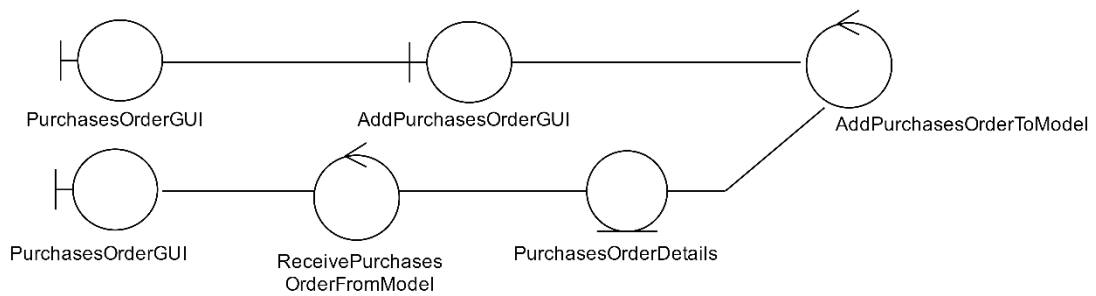 PurchasesOrderGUI
AddPurchasesOrderGUI
AddPurchasesOrderToModel
PurchasesOrderGUI
ReceivePurchases
OrderFromModel
PurchasesOrderDetails